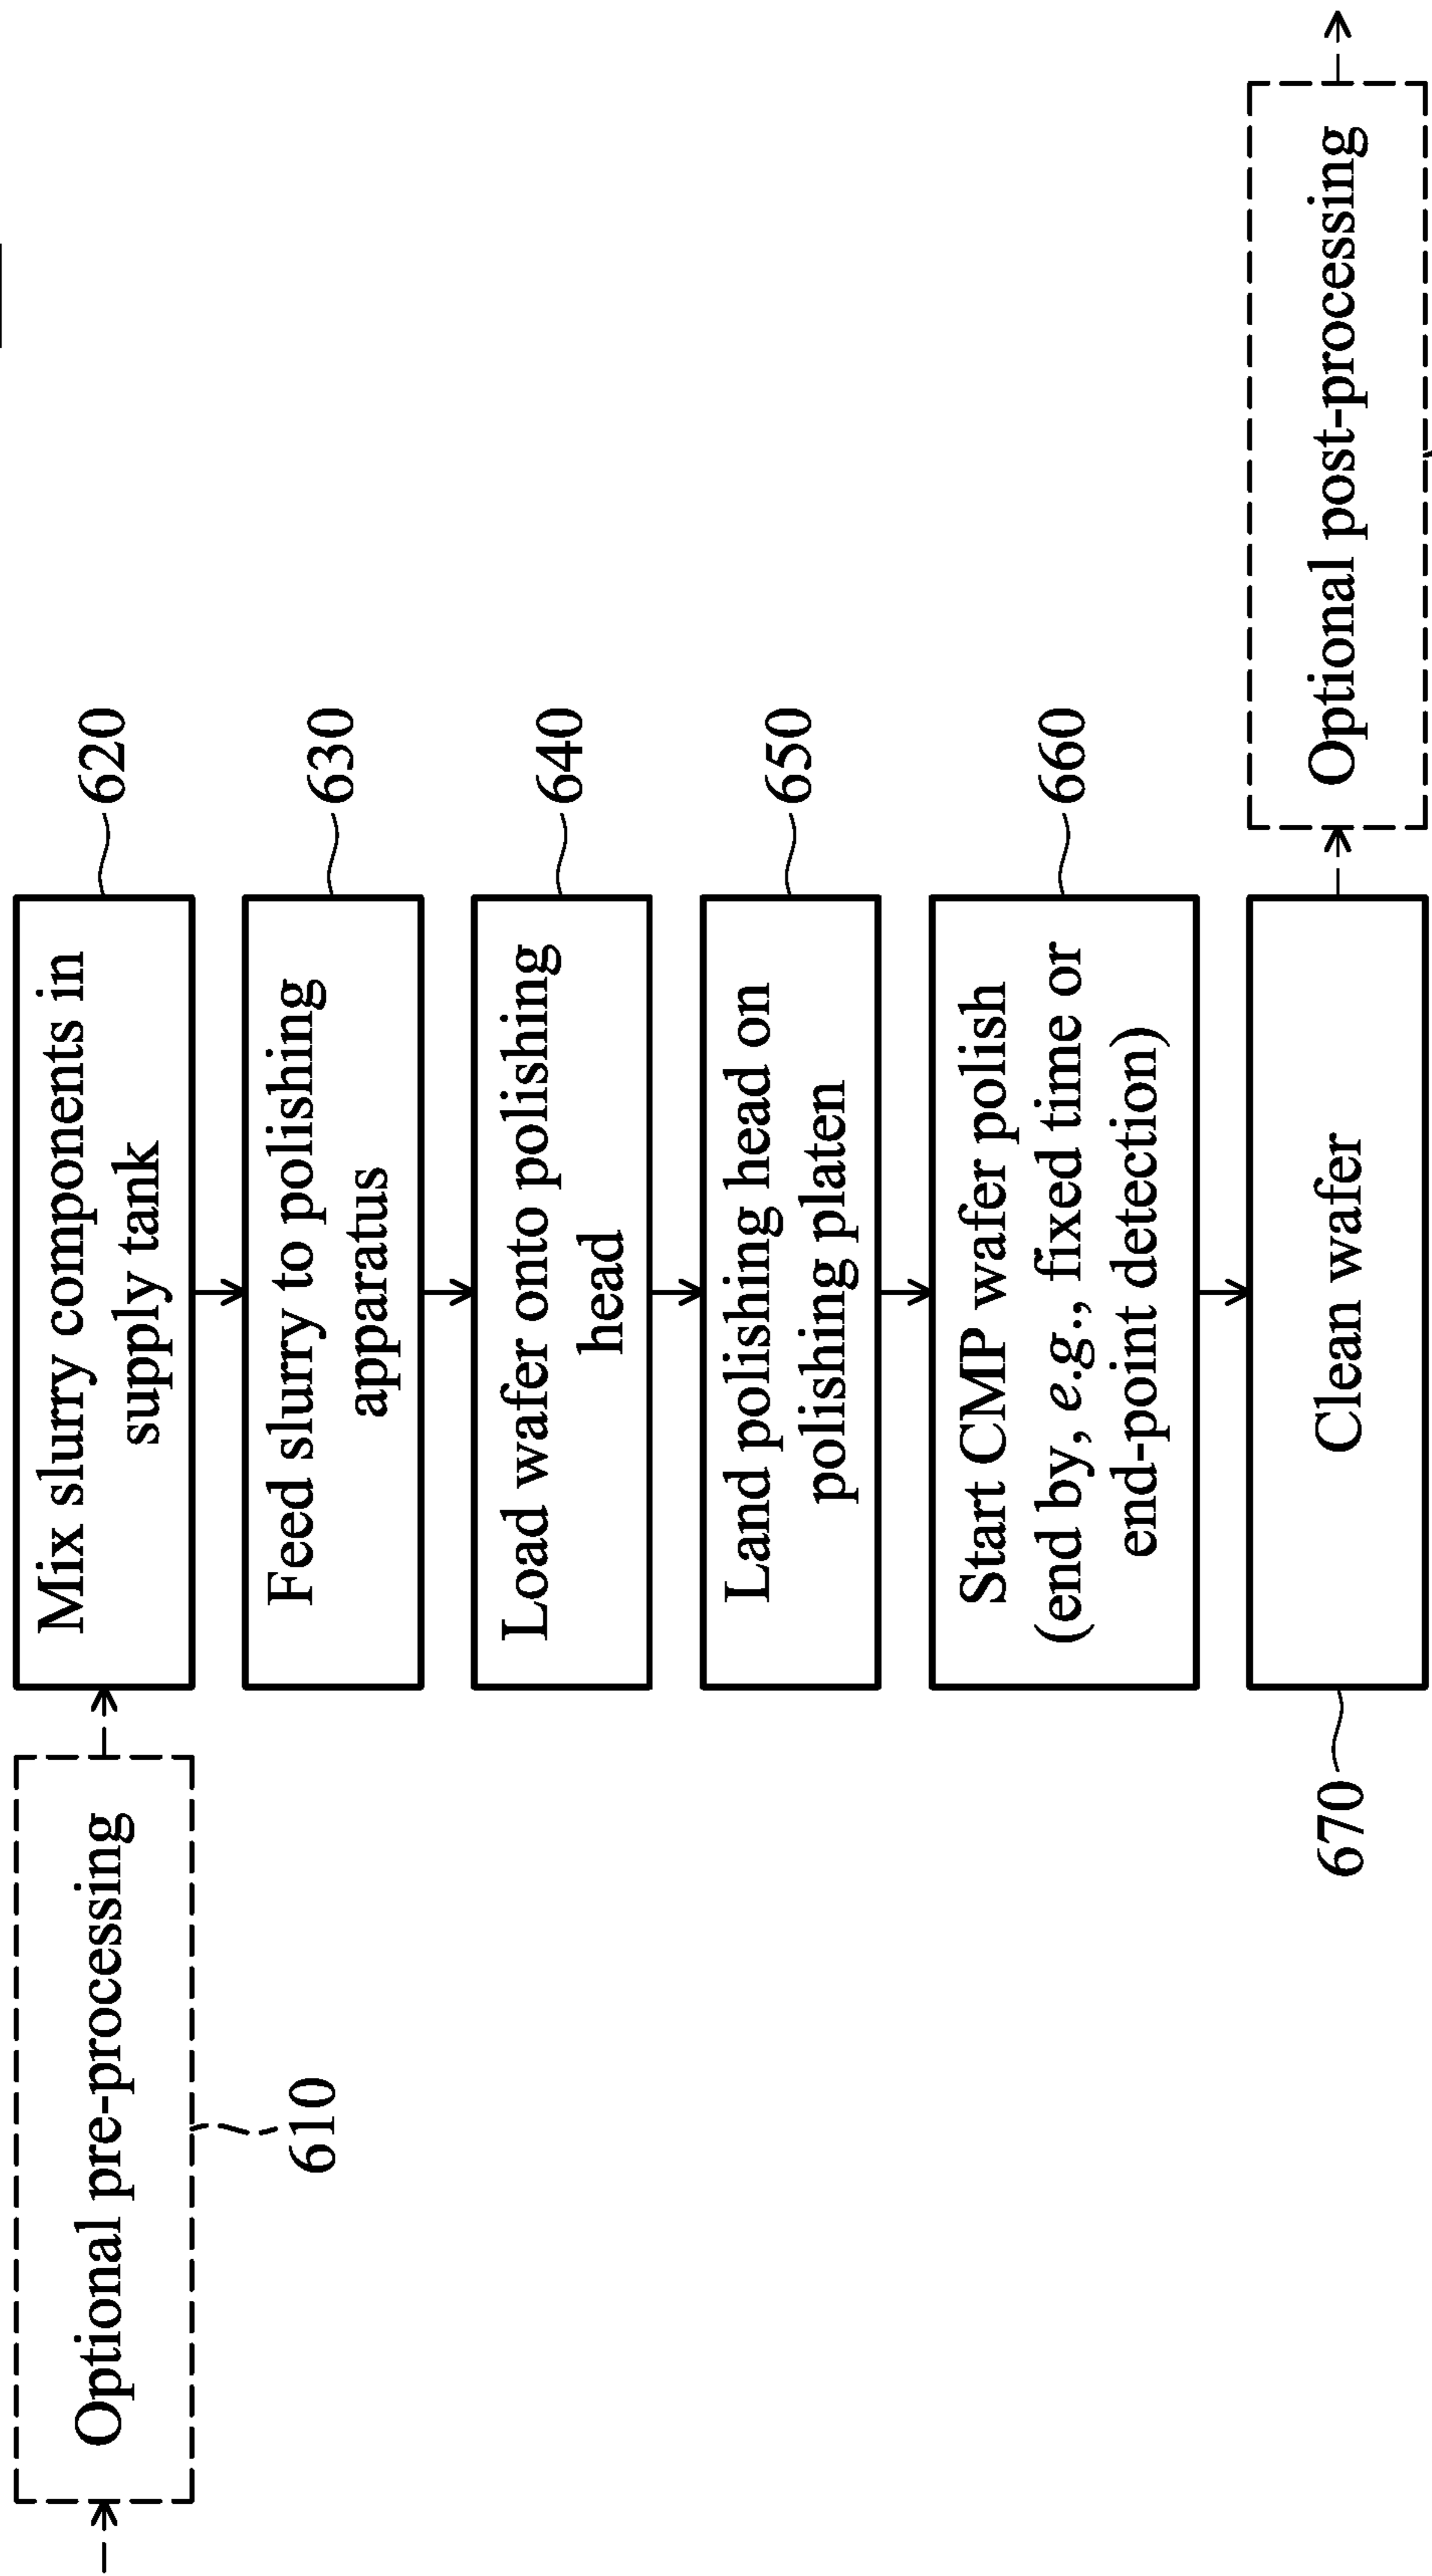 Optional pre-processing
610
Mix slurry components in
supply tank
620
Feed slurry to polishing
apparatus
630
Load wafer onto polishing
head
640
Land polishing head on
polishing platen
650
Start CMP wafer polish
(end by, e.g., fixed time or
end-point detection)
660
Clean wafer
670
Optional post-processing